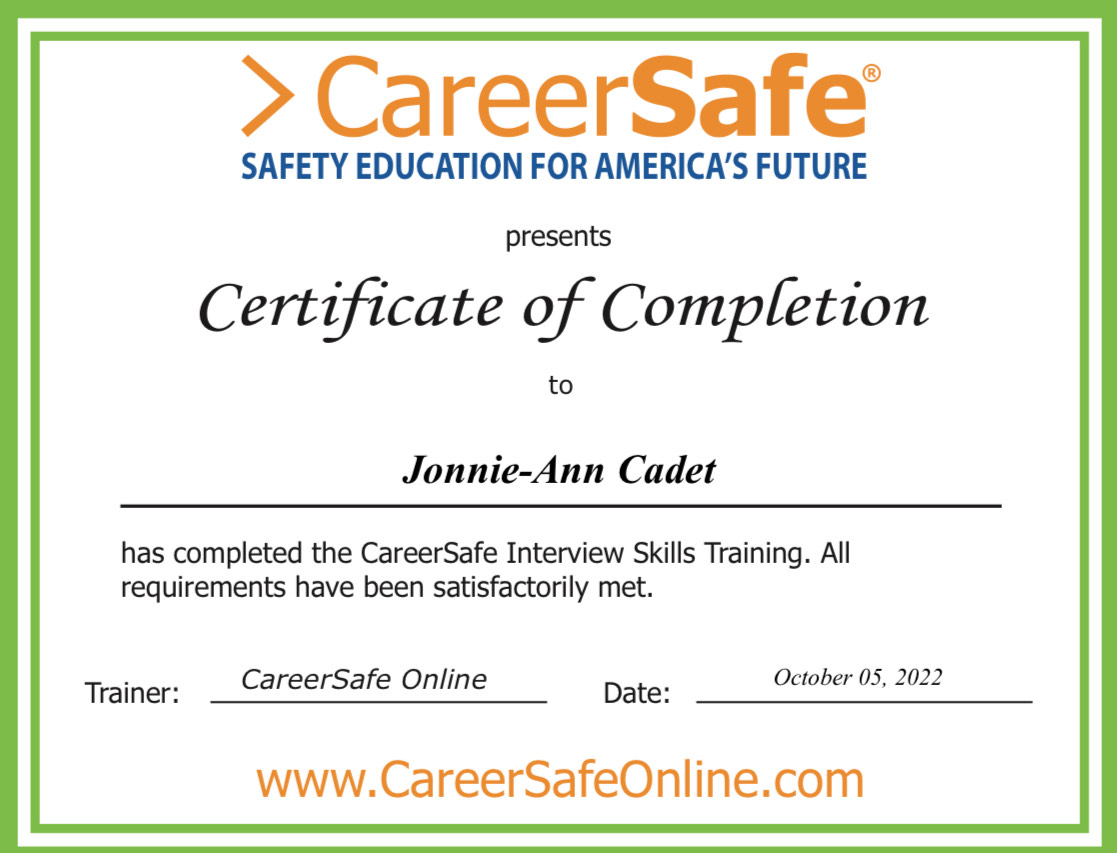 > CareerSafe®
SAFETY EDUCATION FOR AMERICA'S FUTURE
presents
Certificate of Completion
to
Jonnie-Ann Cadet
has completed the CareerSafe Interview Skills Training. All
requirements have been satisfactorily met.
Trainer: CareerSafe Online Date: October 05, 2022
www.CareerSafeOnline.com